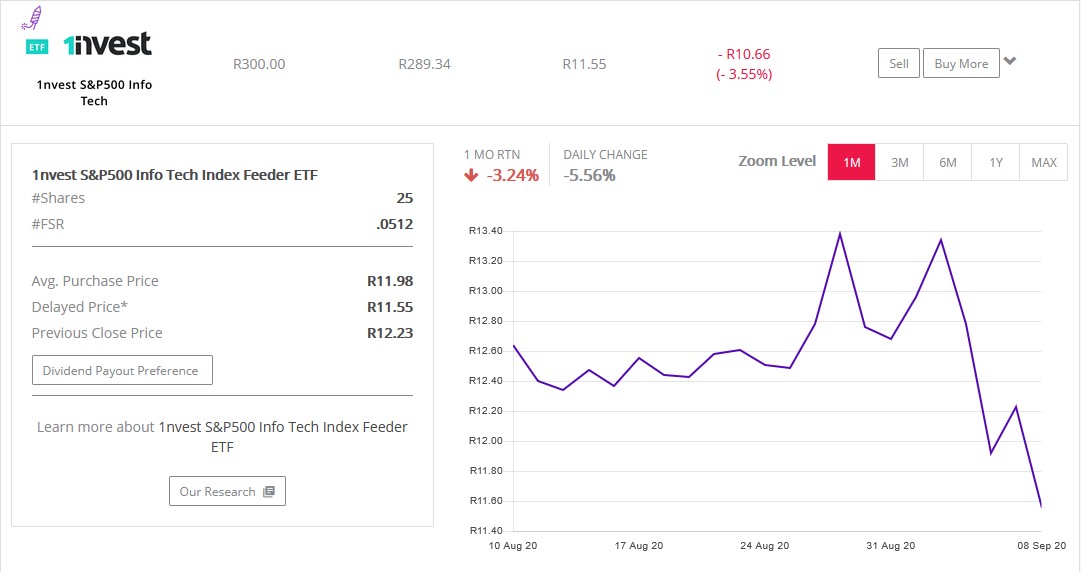 ETF 1nvest
1nvest S&P500 Info
Tech
R300.00
R289.34
R11.55
- R10.66
(- 3.55%)
Sell
Buy More
1nvest S&P500 Info Tech Index Feeder ETF
#Shares 25
#FSR .0512
Avg. Purchase Price R11.98
Delayed Price* R11.55
Previous Close Price R12.23
Dividend Payout Preference
Learn more about 1nvest S&P500 Info Tech Index Feeder
ETF
Our Research
1 MO RTN
-3.24%
DAILY CHANGE
-5.56%
Zoom Level 1M 3M 6M 1Y MAX
R13.40
R13.20
R13.00
R12.80
R12.60
R12.40
R12.20
R12.00
R11.80
R11.60
R11.40
10 Aug 20 17 Aug 20 24 Aug 20 31 Aug 20 08 Sep 20